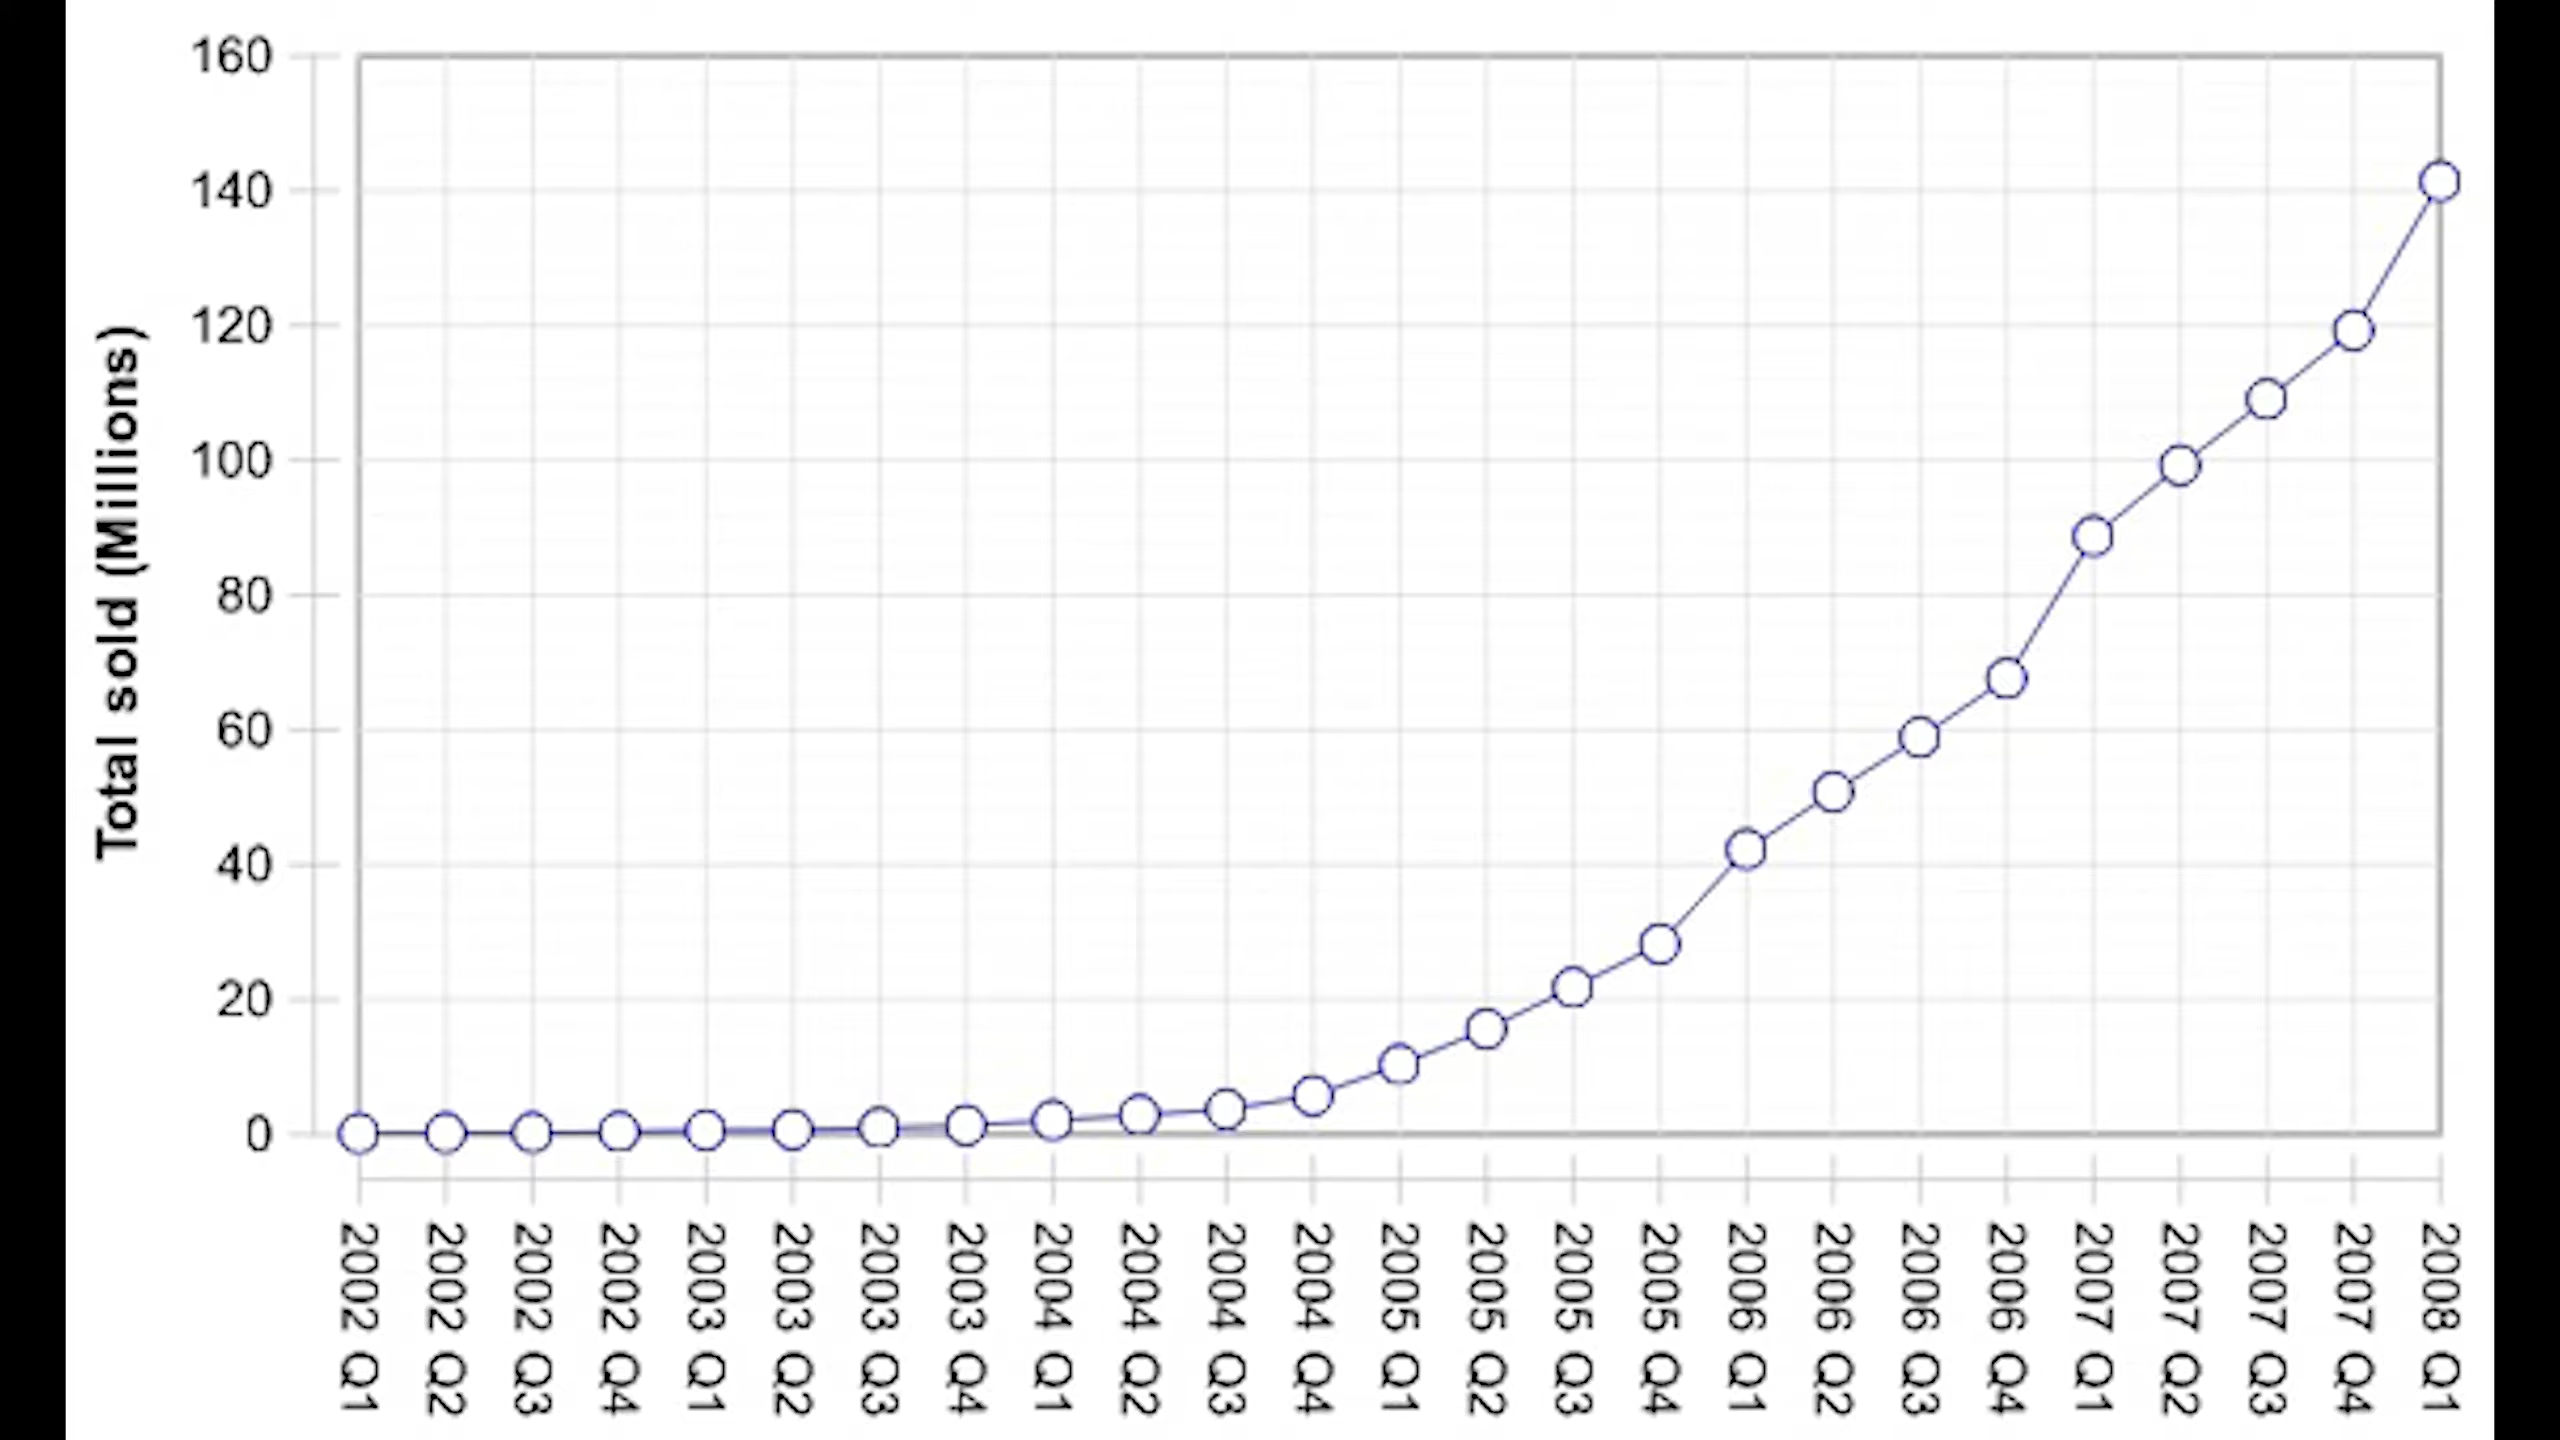 Total sold (Millions)
160
140
120
100
80
60
40
20
0
2002 Q1
2002 Q2
2002 Q3
2002 Q4
2003 Q1
2003 Q2
2003 Q3
2003 Q4
2004 Q1
2004 Q2
2004 Q3
2004 Q4
2005 Q1
2005 Q2
2005 Q3
2005 Q4
2006 Q1
2006 Q2
2006 Q3
2006 Q4
2007 Q1
2007 Q2
2007 Q3
2007 Q4
2008 Q1